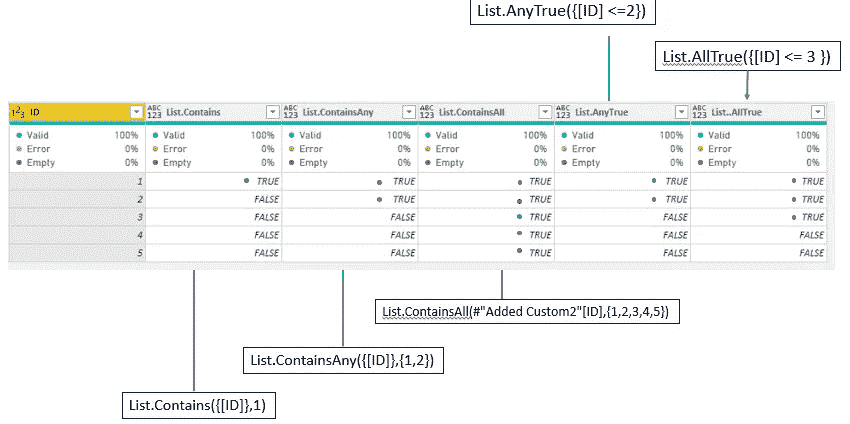 List.AnyTrue({[ID] <=2})
List.AllTrue({[ID] <= 3 })
1²3 ID ABC 123 List.Contains ABC 123 List.ContainsAny ABC 123 List.ContainsAll ABC 123 List.AnyTrue ABC 123 List..AllTrue
Valid 100% Valid 100% Valid 100% Valid 100% Valid 100% Valid 100%
Error 0% Error 0% Error 0% Error 0% Error 0% Error 0%
Empty 0% Empty 0% Empty 0% Empty 0% Empty 0% Empty 0%
1 TRUE TRUE TRUE TRUE TRUE
2 FALSE TRUE TRUE TRUE TRUE
3 FALSE FALSE TRUE FALSE TRUE
4 FALSE FALSE TRUE FALSE FALSE
5 FALSE FALSE TRUE FALSE FALSE
List.ContainsAll(#"Added Custom2"[ID],{1,2,3,4,5})
List.ContainsAny({[ID]},{1,2})
List.Contains({[ID]},1)